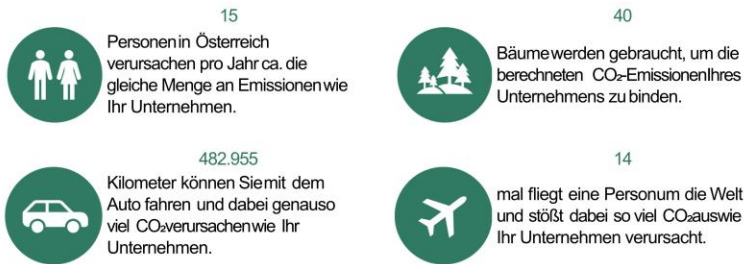 15
Personen in Österreich
verursachen pro Jahr ca. die
gleiche Menge an Emissionen wie
Ihr Unternehmen.
40
Bäume werden gebraucht, um die
berechneten CO₂-Emissionen Ihres
Unternehmens zu binden.
482.955
Kilometer können Sie mit dem
Auto fahren und dabei genauso
viel CO₂ verursachen wie Ihr
Unternehmen.
14
mal fliegt eine Person um die Welt
und stößt dabei so viel CO₂ aus wie
Ihr Unternehmen verursacht.